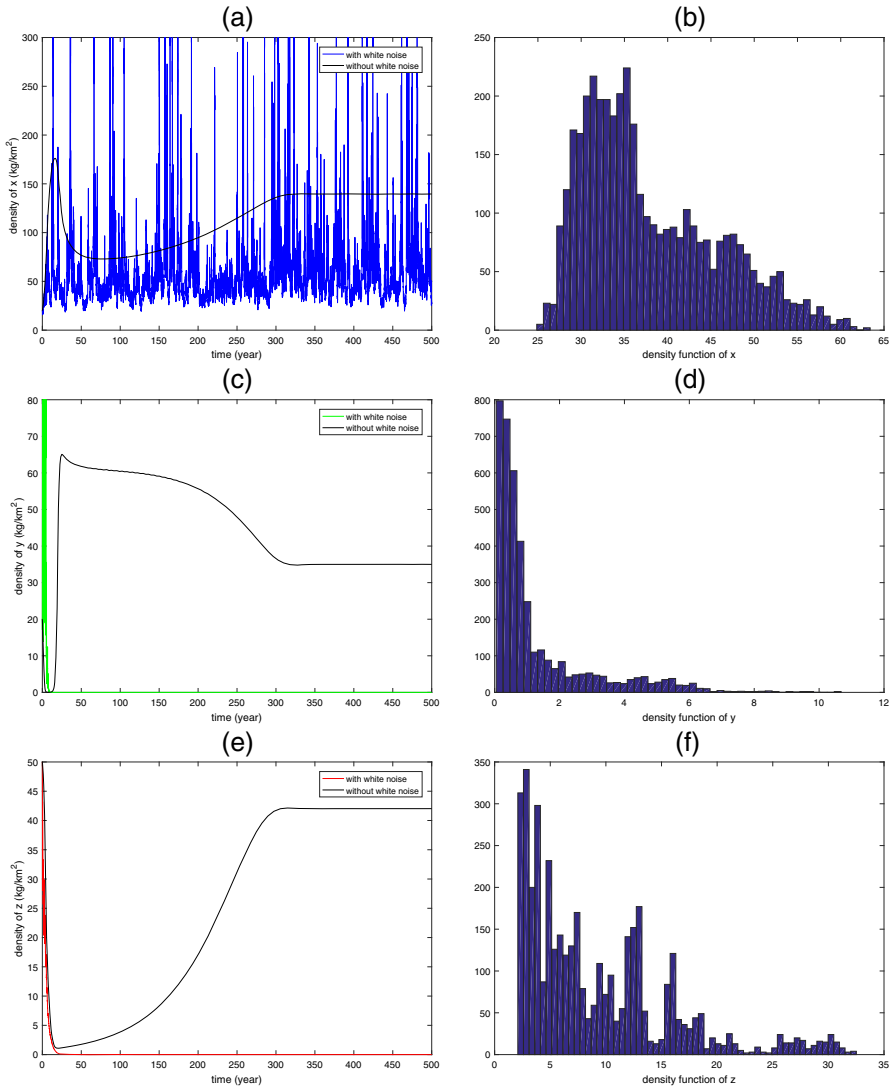 (a)
300
250
200
150
100
50
0
density of x (kg/km²)
with white noise
without white noise
0 50 100 150 200 250 300 350 400 450 500
time (year)
(b)
250
200
150
100
50
0
20 25 30 35 40 45 50 55 60 65
density function of x
(c)
80
70
60
50
40
30
20
10
0
density of y (kg/km²)
with white noise
without white noise
0 50 100 150 200 250 300 350 400 450 500
time (year)
(d)
800
700
600
500
400
300
200
100
0
0 2 4 6 8 10 12
density function of y
(e)
50
45
40
35
30
25
20
15
10
5
0
density of z (kg/km²)
with white noise
without white noise
0 50 100 150 200 250 300 350 400 450 500
time (year)
(f)
350
300
250
200
150
100
50
0
0 5 10 15 20 25 30 35
density function of z